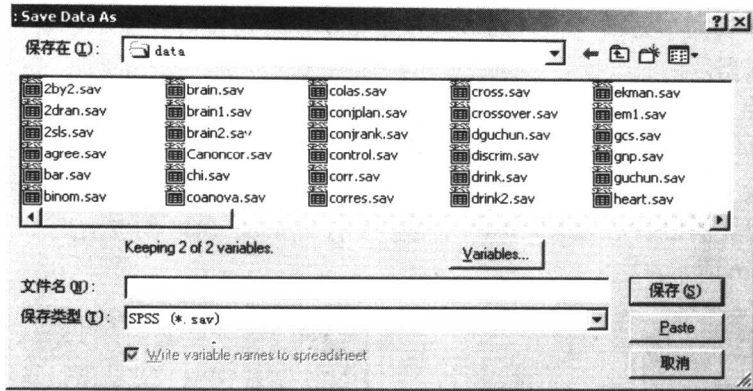 : Save Data As
保存在(I):
data
2by2.sav
brain.sav
colas.sav
cross.sav
ekman.sav
2dran.sav
brain1.sav
conjplan.sav
crossover.sav
em1.sav
2sls.sav
brain2.sav
conjrank.sav
dguchun.sav
gcs.sav
agree.sav
Canoncor.sav
control.sav
discrim.sav
gnp.sav
bar.sav
chi.sav
corr.sav
drink.sav
guchun.sav
binom.sav
coanova.sav
corres.sav
drink2.sav
heart.sav
Keeping 2 of 2 variables.
Variables...
文件名(N):
保存(S)
保存类型(T):
SPSS (*.sav)
Paste
Write variable names to spreadsheet
取消